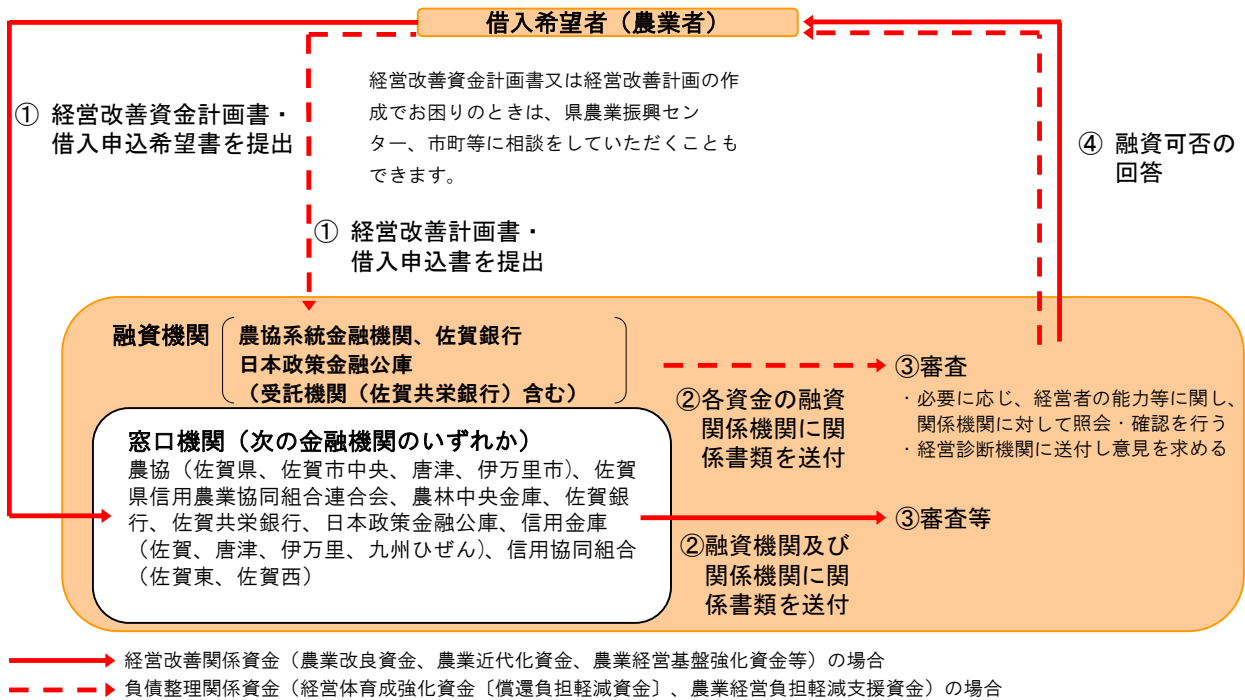 借入希望者（農業者）
経営改善資金計画書又は経営改善計画の作
成でお困りのときは、県農業振興セン
ター、市町等に相談をしていただくことも
できます。
① 経営改善資金計画書・
借入申込希望書を提出
④ 融資可否の
回答
① 経営改善計画書・
借入申込書を提出
融資機関
農協系統金融機関、佐賀銀行
日本政策金融公庫
（受託機関（佐賀共栄銀行）含む）
②各資金の融資
関係機関に関
係書類を送付
③審査
・必要に応じ、経営者の能力等に関し、
関係機関に対して照会・確認を行う
・経営診断機関に送付し意見を求める
窓口機関（次の金融機関のいずれか）
農協（佐賀県、佐賀市中央、唐津、伊万里市）、佐賀
県信用農業協同組合連合会、農林中央金庫、佐賀銀
行、佐賀共栄銀行、日本政策金融公庫、信用金庫
（佐賀、唐津、伊万里、九州ひぜん）、信用協同組合
（佐賀東、佐賀西）
②融資機関及び
関係機関に関
係書類を送付
③審査等
経営改善関係資金（農業改良資金、農業近代化資金、農業経営基盤強化資金等）の場合
負債整理関係資金（経営体育成強化資金〔償還負担軽減資金〕、農業経営負担軽減支援資金）の場合